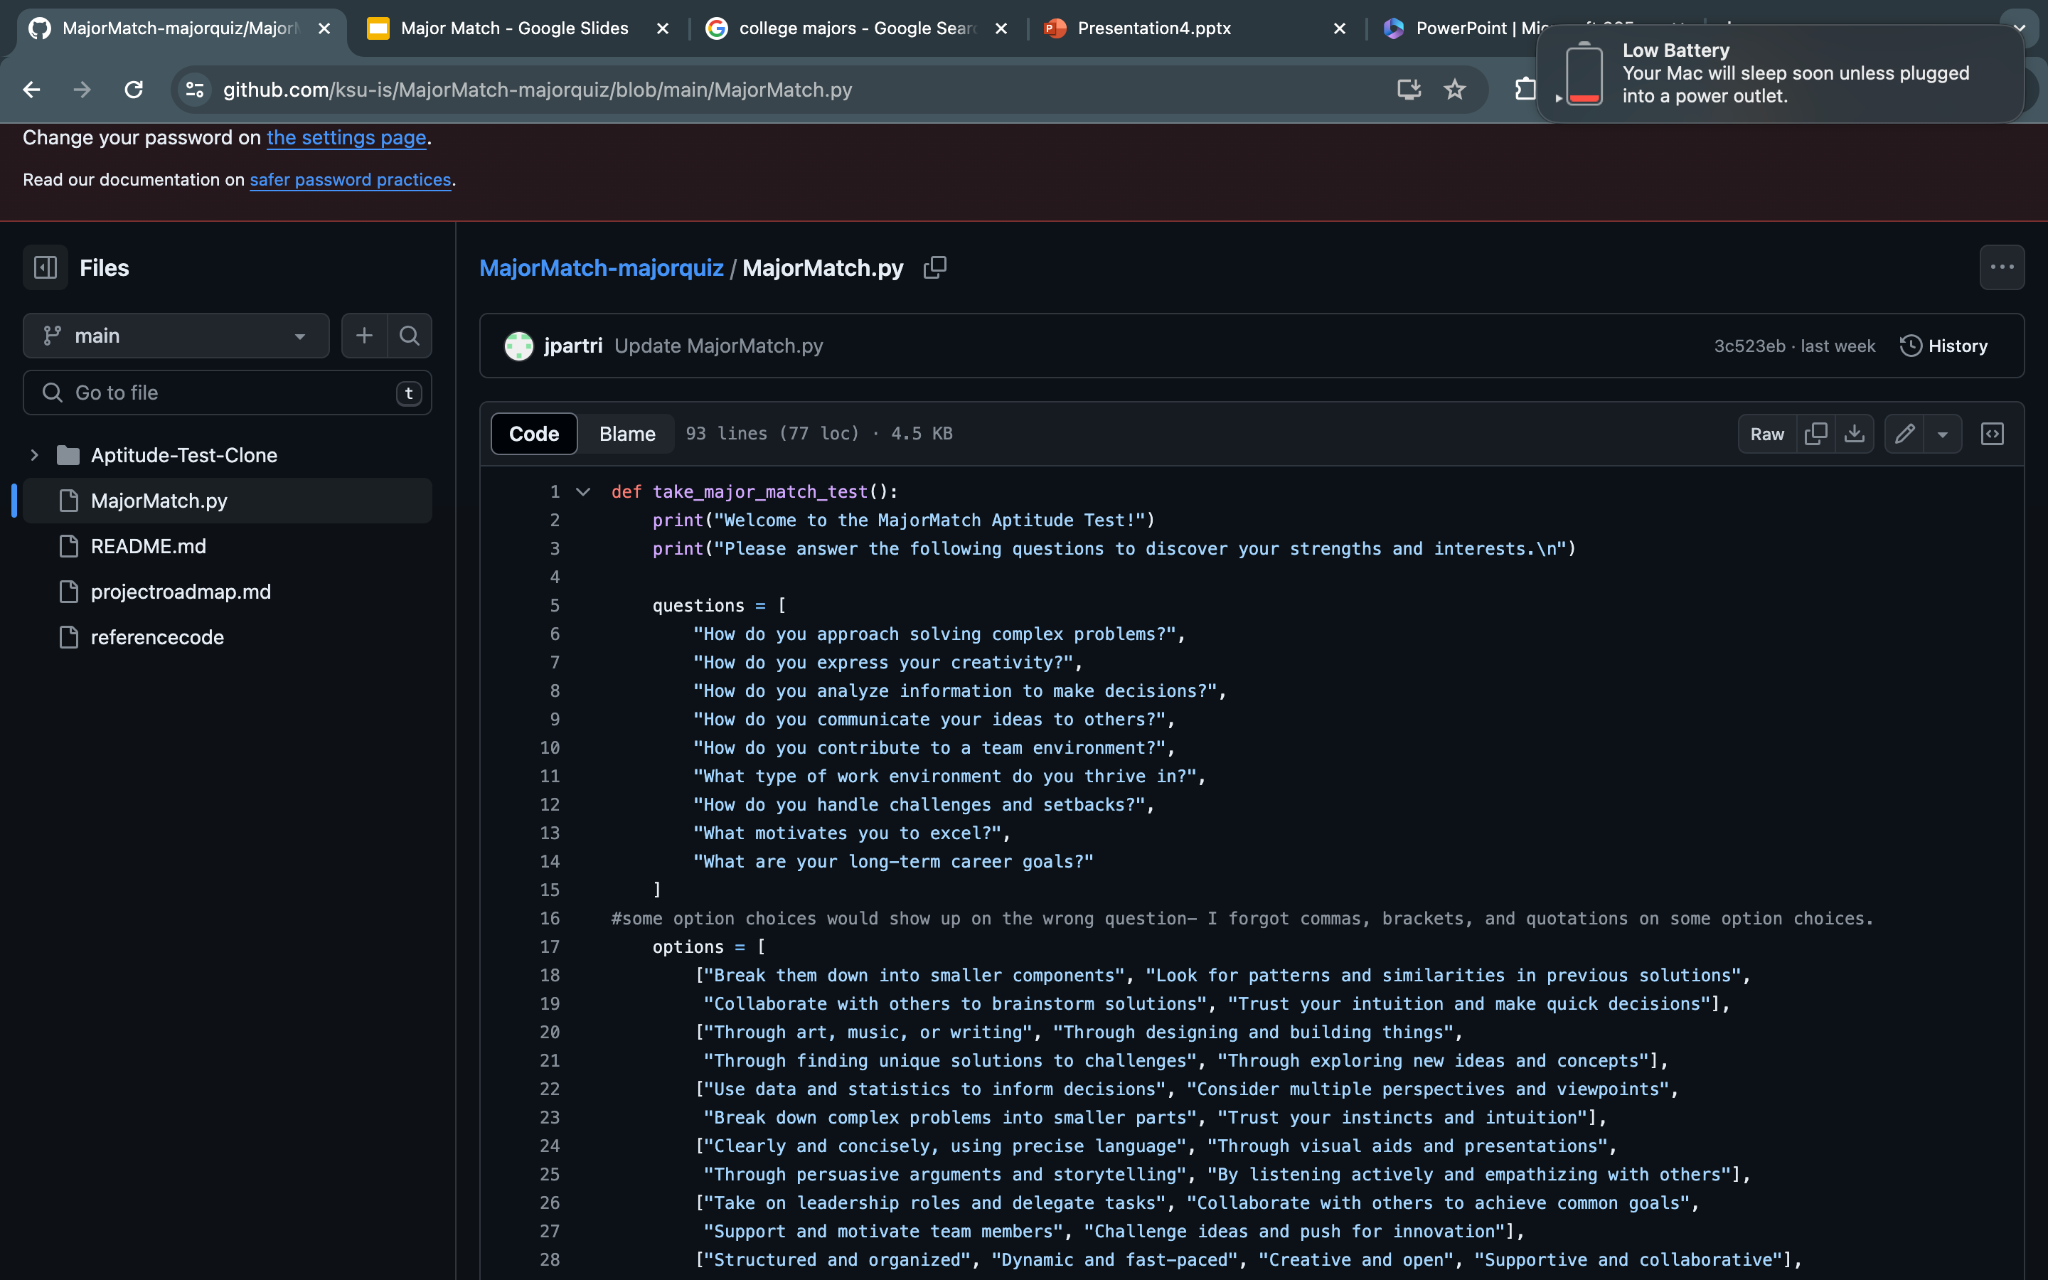 MajorMatch-majorquiz/Major
Major Match - Google Slides
college majors - Google Sear
Presentation4.pptx
PowerPoint | Mic
Low Battery
Your Mac will sleep soon unless plugged
into a power outlet.
github.com/ksu-is/MajorMatch-majorquiz/blob/main/MajorMatch.py
Change your password on the settings page.
Read our documentation on safer password practices.
Files
main
Go to file
t
Aptitude-Test-Clone
MajorMatch.py
README.md
projectroadmap.md
referencecode
MajorMatch-majorquiz / MajorMatch.py
jpartri Update MajorMatch.py
3c523eb · last week
History
Code
Blame
93 lines (77 loc) · 4.5 KB
Raw
1 def take_major_match_test():
2 print("Welcome to the MajorMatch Aptitude Test!")
3 print("Please answer the following questions to discover your strengths and interests.\n")
4
5 questions = [
6 "How do you approach solving complex problems?",
7 "How do you express your creativity?",
8 "How do you analyze information to make decisions?",
9 "How do you communicate your ideas to others?",
10 "How do you contribute to a team environment?",
11 "What type of work environment do you thrive in?",
12 "How do you handle challenges and setbacks?",
13 "What motivates you to excel?",
14 "What are your long-term career goals?"
15 ]
16 #some option choices would show up on the wrong question- I forgot commas, brackets, and quotations on some option choices.
17 options = [
18 ["Break them down into smaller components", "Look for patterns and similarities in previous solutions",
19 "Collaborate with others to brainstorm solutions", "Trust your intuition and make quick decisions"],
20 ["Through art, music, or writing", "Through designing and building things",
21 "Through finding unique solutions to challenges", "Through exploring new ideas and concepts"],
22 ["Use data and statistics to inform decisions", "Consider multiple perspectives and viewpoints",
23 "Break down complex problems into smaller parts", "Trust your instincts and intuition"],
24 ["Clearly and concisely, using precise language", "Through visual aids and presentations",
25 "Through persuasive arguments and storytelling", "By listening actively and empathizing with others"],
26 ["Take on leadership roles and delegate tasks", "Collaborate with others to achieve common goals",
27 "Support and motivate team members", "Challenge ideas and push for innovation"],
28 ["Structured and organized", "Dynamic and fast-paced", "Creative and open", "Supportive and collaborative"],